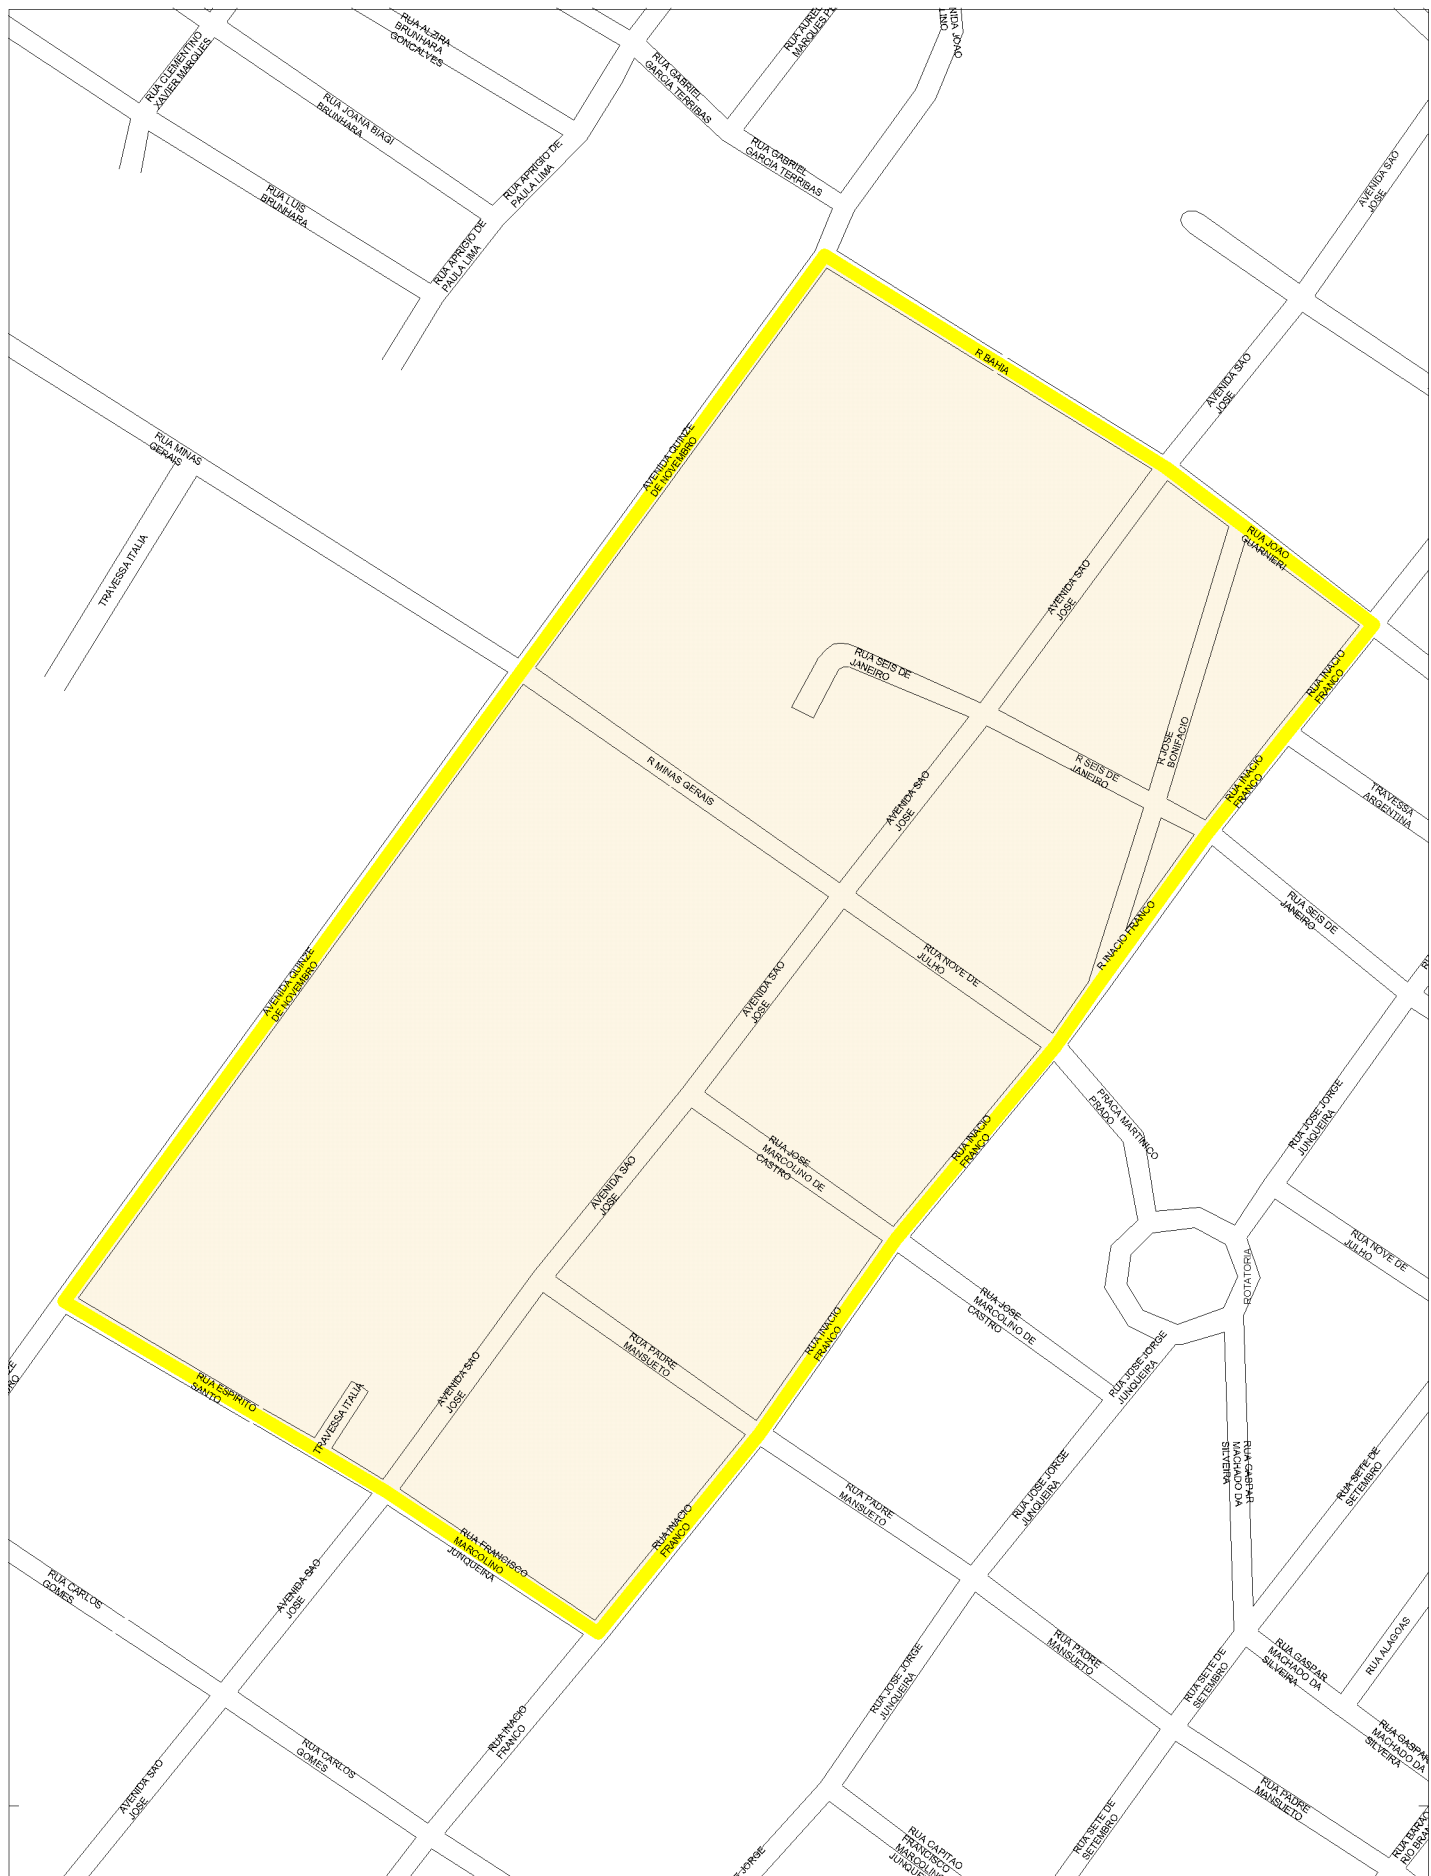 RUA ALZIRA
BRUNHARA
GONCALVES
RUA CLEMENTINO
XAVIER MARQUES
RUA JOANA BIAGI
BRUNHARA
RUA LUIS
BRUNHARA
RUA APRIGIO DE
PAULA LIMA
RUA APRIGIO DE
PAULA LIMA
RUA GABRIEL
GARCIA TERRIBAS
RUA GABRIEL
GARCIA TERRIBAS
MARQUES
JOAO
AVENIDA SAO
JOSE
AVENIDA SAO
JOSE
R BAHIA
RUA MINAS
GERAIS
TRAVESSA ITALIA
AVENIDA QUINZE
DE NOVEMBRO
RUA JOAO
GUARNIERI
AVENIDA SAO
JOSE
RUA SEIS DE
JANEIRO
RUA INACIO
FRANCO
R JOSE
BONIFACIO
R SEIS DE
JANEIRO
RUA INACIO
FRANCO
TRAVESSA
ARGENTINA
R MINAS GERAIS
AVENIDA SAO
JOSE
RUA SEIS DE
JANEIRO
R INACIO FRANCO
RUA NOVE DE
JULHO
AVENIDA QUINZE
DE NOVEMBRO
AVENIDA SAO
JOSE
PRACA MARTINICO
PRADO
RUA JOSE JORGE
JUNQUEIRA
RUA INACIO
FRANCO
RUA JOSE
MARCOLINO DE
CASTRO
AVENIDA SAO
JOSE
RUA NOVE DE
JULHO
ROTATORIA
RUA JOSE
MARCOLINO DE
CASTRO
RUA INACIO
FRANCO
RUA PADRE
MANSUETO
RUA JOSE JORGE
JUNQUEIRA
AVENIDA SAO
JOSE
RUA ESPIRITO
SANTO
TRAVESSA ITALIA
RUA GASPAR
MACHADO DA
SILVEIRA
RUA SETE DE
SETEMBRO
RUA JOSE JORGE
JUNQUEIRA
RUA PADRE
MANSUETO
RUA INACIO
FRANCO
RUA FRANCISCO
MARCOLINO
JUNQUEIRA
RUA CARLOS
GOMES
AVENIDA SAO
JOSE
RUA PADRE
MANSUETO
RUA JOSE JORGE
JUNQUEIRA
RUA SETE DE
SETEMBRO
RUA GASPAR
MACHADO DA
SILVEIRA
RUA ALAGOAS
RUA INACIO
FRANCO
RUA CARLOS
GOMES
RUA GASPAR
MACHADO DA
SILVEIRA
AVENIDA SAO
JOSE
RUA PADRE
MANSUETO
RUA SETE DE
SETEMBRO
RUA CAPITAO
FRANCISCO
MARCOLINO
JORGE